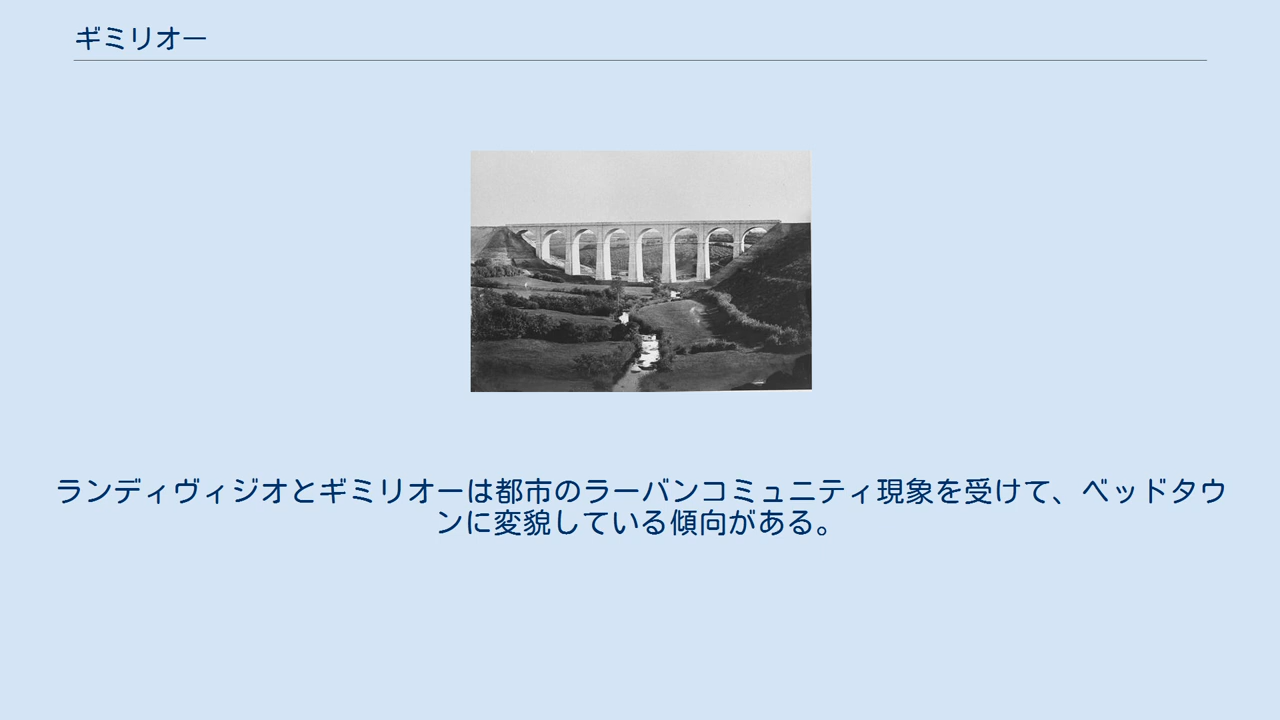 ギミリオー
ランディヴィジオとギミリオーは都市のラーバンコミュニティ現象を受けて、ベッドタウ
ンに変貌している傾向がある。